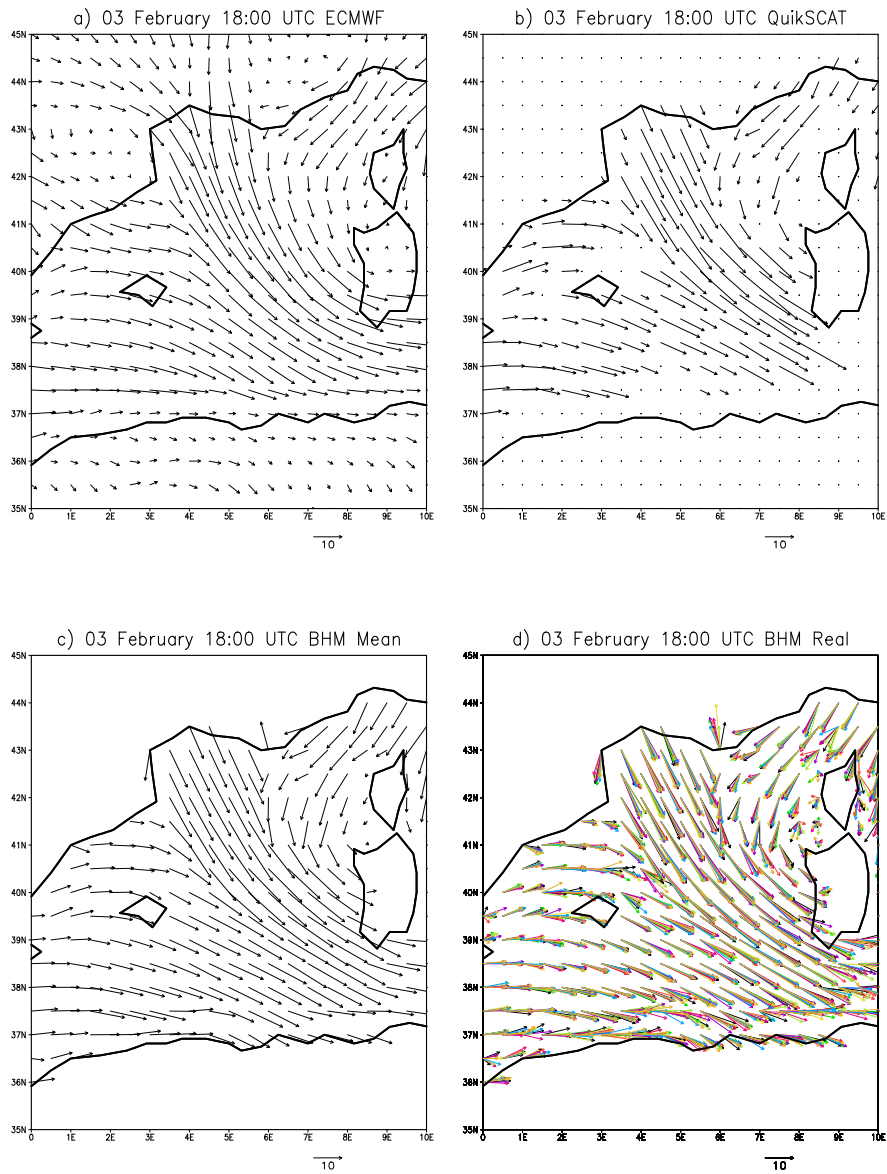 a) 03 February 18:00 UTC ECMWF
45N
44N
43N
42N
41N
40N
39N
38N
37N
36N
35N
0 1E 2E 3E 4E 5E 6E 7E 8E 9E 10E
10
b) 03 February 18:00 UTC QuikSCAT
45N
44N
43N
42N
41N
40N
39N
38N
37N
36N
35N
0 1E 2E 3E 4E 5E 6E 7E 8E 9E 10E
10
c) 03 February 18:00 UTC BHM Mean
45N
44N
43N
42N
41N
40N
39N
38N
37N
36N
35N
0 1E 2E 3E 4E 5E 6E 7E 8E 9E 10E
10
d) 03 February 18:00 UTC BHM Real
45N
44N
43N
42N
41N
40N
39N
38N
37N
36N
35N
0 1E 2E 3E 4E 5E 6E 7E 8E 9E 10E
10